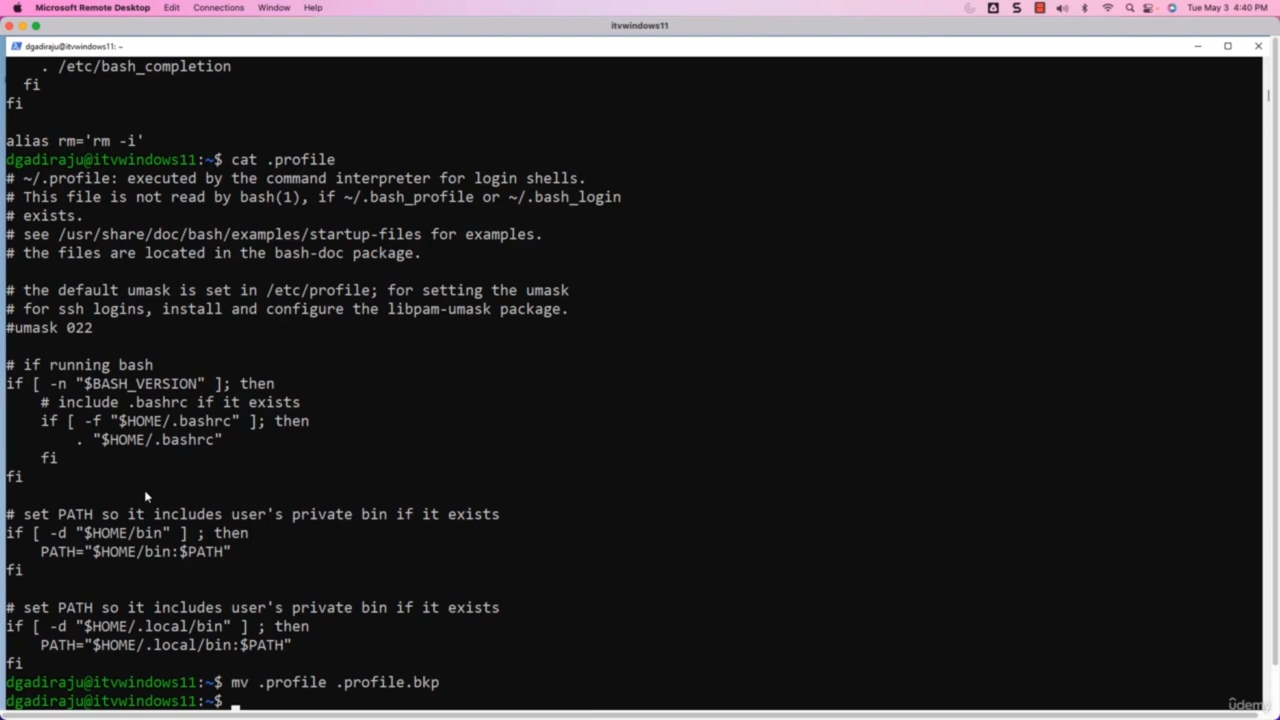 Microsoft Remote Desktop Edit Connections Window Help Tue May 3 4:40 PM
itvwindows11
dgadiraju@itvwindows11: ~
. /etc/bash_completion
fi
fi
alias rm='rm -i'
dgadiraju@itvwindows11:~$ cat .profile
# ~/.profile: executed by the command interpreter for login shells.
# This file is not read by bash(1), if ~/.bash_profile or ~/.bash_login
# exists.
# see /usr/share/doc/bash/examples/startup-files for examples.
# the files are located in the bash-doc package.
# the default umask is set in /etc/profile; for setting the umask
# for ssh logins, install and configure the libpam-umask package.
#umask 022
# if running bash
if [ -n "$BASH_VERSION" ]; then
# include .bashrc if it exists
if [ -f "$HOME/.bashrc" ]; then
. "$HOME/.bashrc"
fi
fi
# set PATH so it includes user's private bin if it exists
if [ -d "$HOME/bin" ] ; then
PATH="$HOME/bin:$PATH"
fi
# set PATH so it includes user's private bin if it exists
if [ -d "$HOME/.local/bin" ] ; then
PATH="$HOME/.local/bin:$PATH"
fi
dgadiraju@itvwindows11:~$ mv .profile .profile.bkp
dgadiraju@itvwindows11:~$
udemy